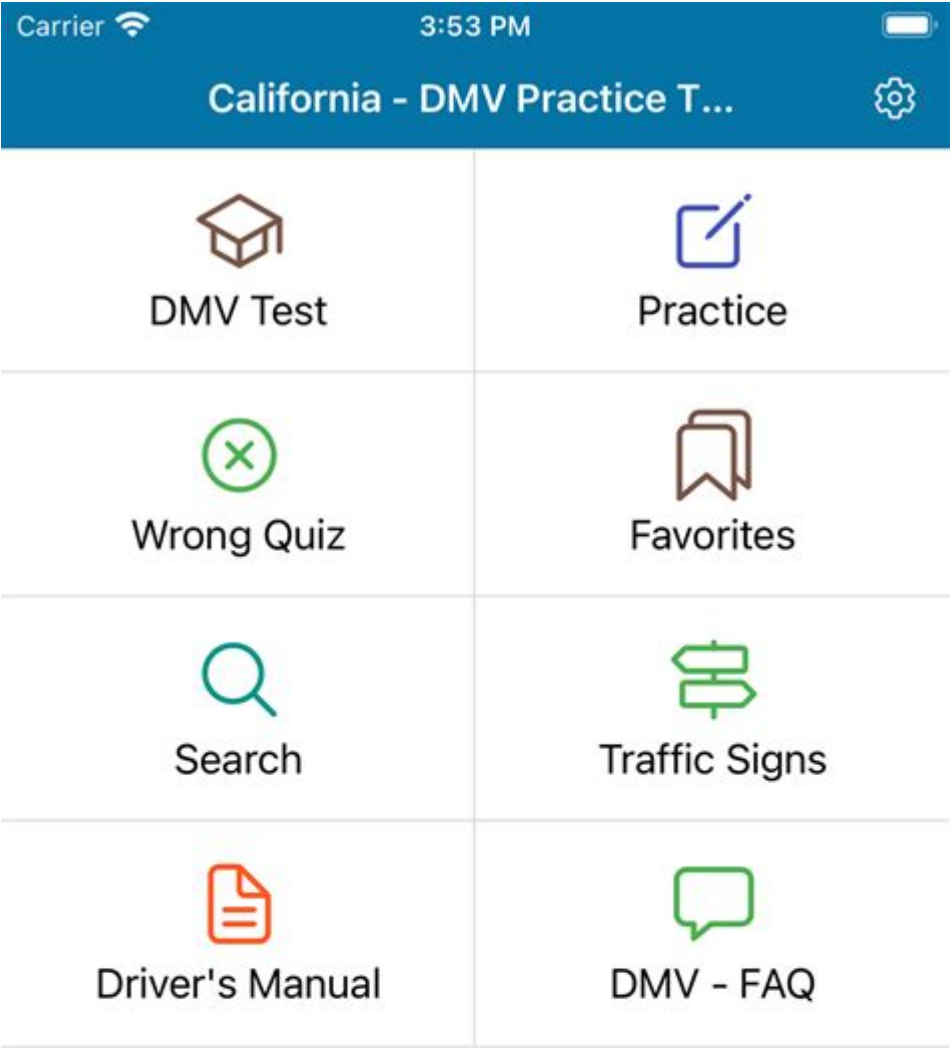 Carrier 3:53 PM
California - DMV Practice T...
DMV Test Practice
Wrong Quiz Favorites
Search Traffic Signs
Driver's Manual DMV - FAQ